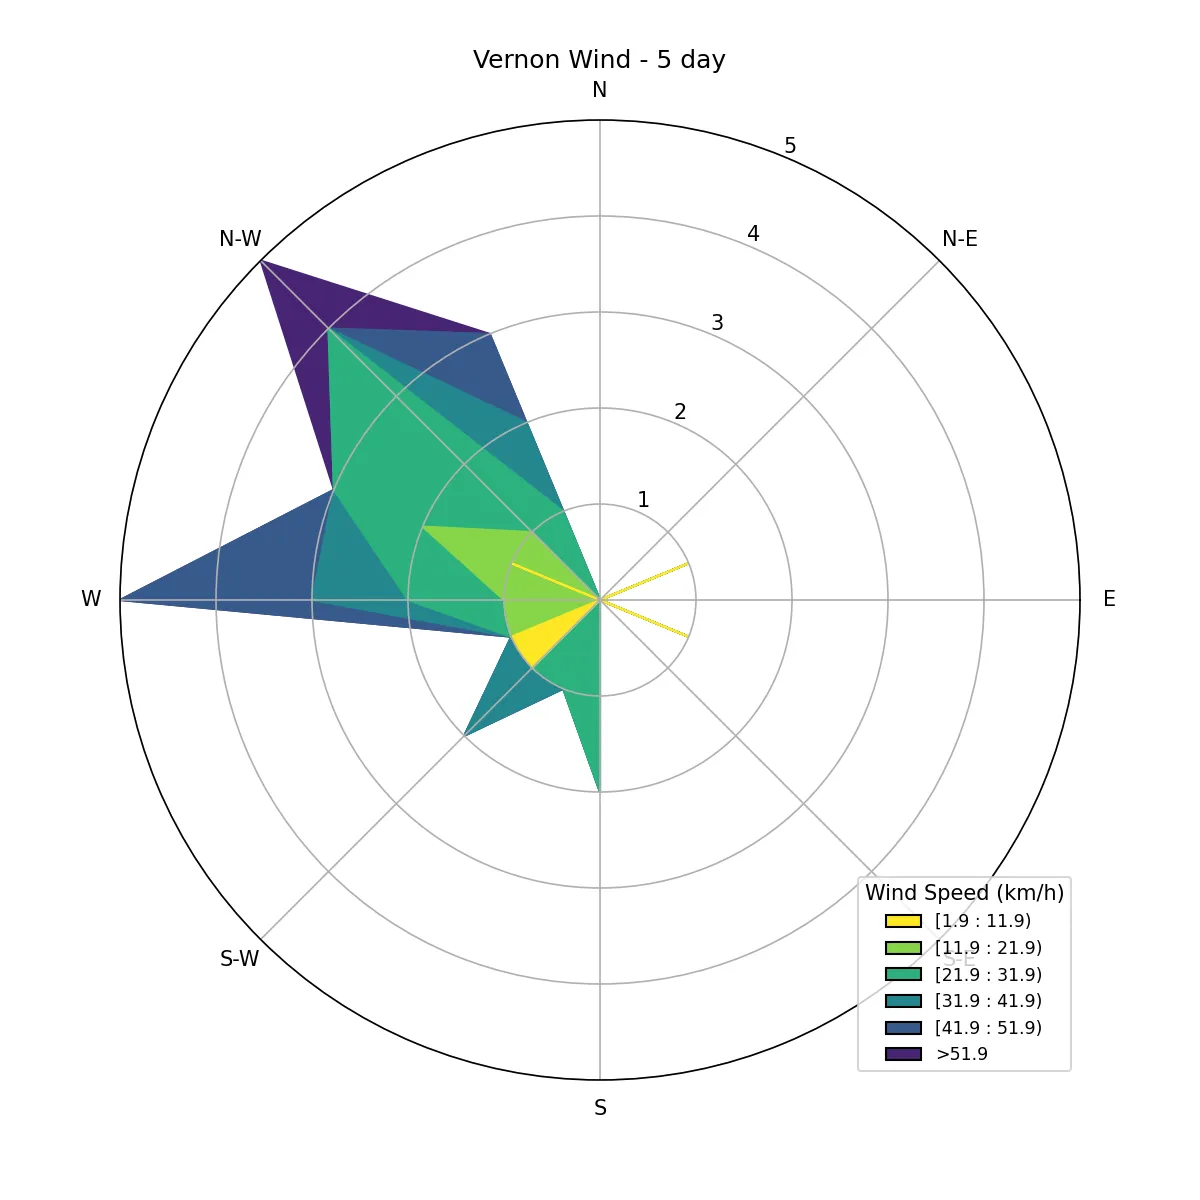 Vernon Wind - 5 day
N
5
N-W
4
N-E
3
2
1
W
E
Wind Speed (km/h)
[1.9 : 11.9)
[11.9 : 21.9)
S-W
S-E
[21.9 : 31.9)
[31.9 : 41.9)
[41.9 : 51.9)
>51.9
S